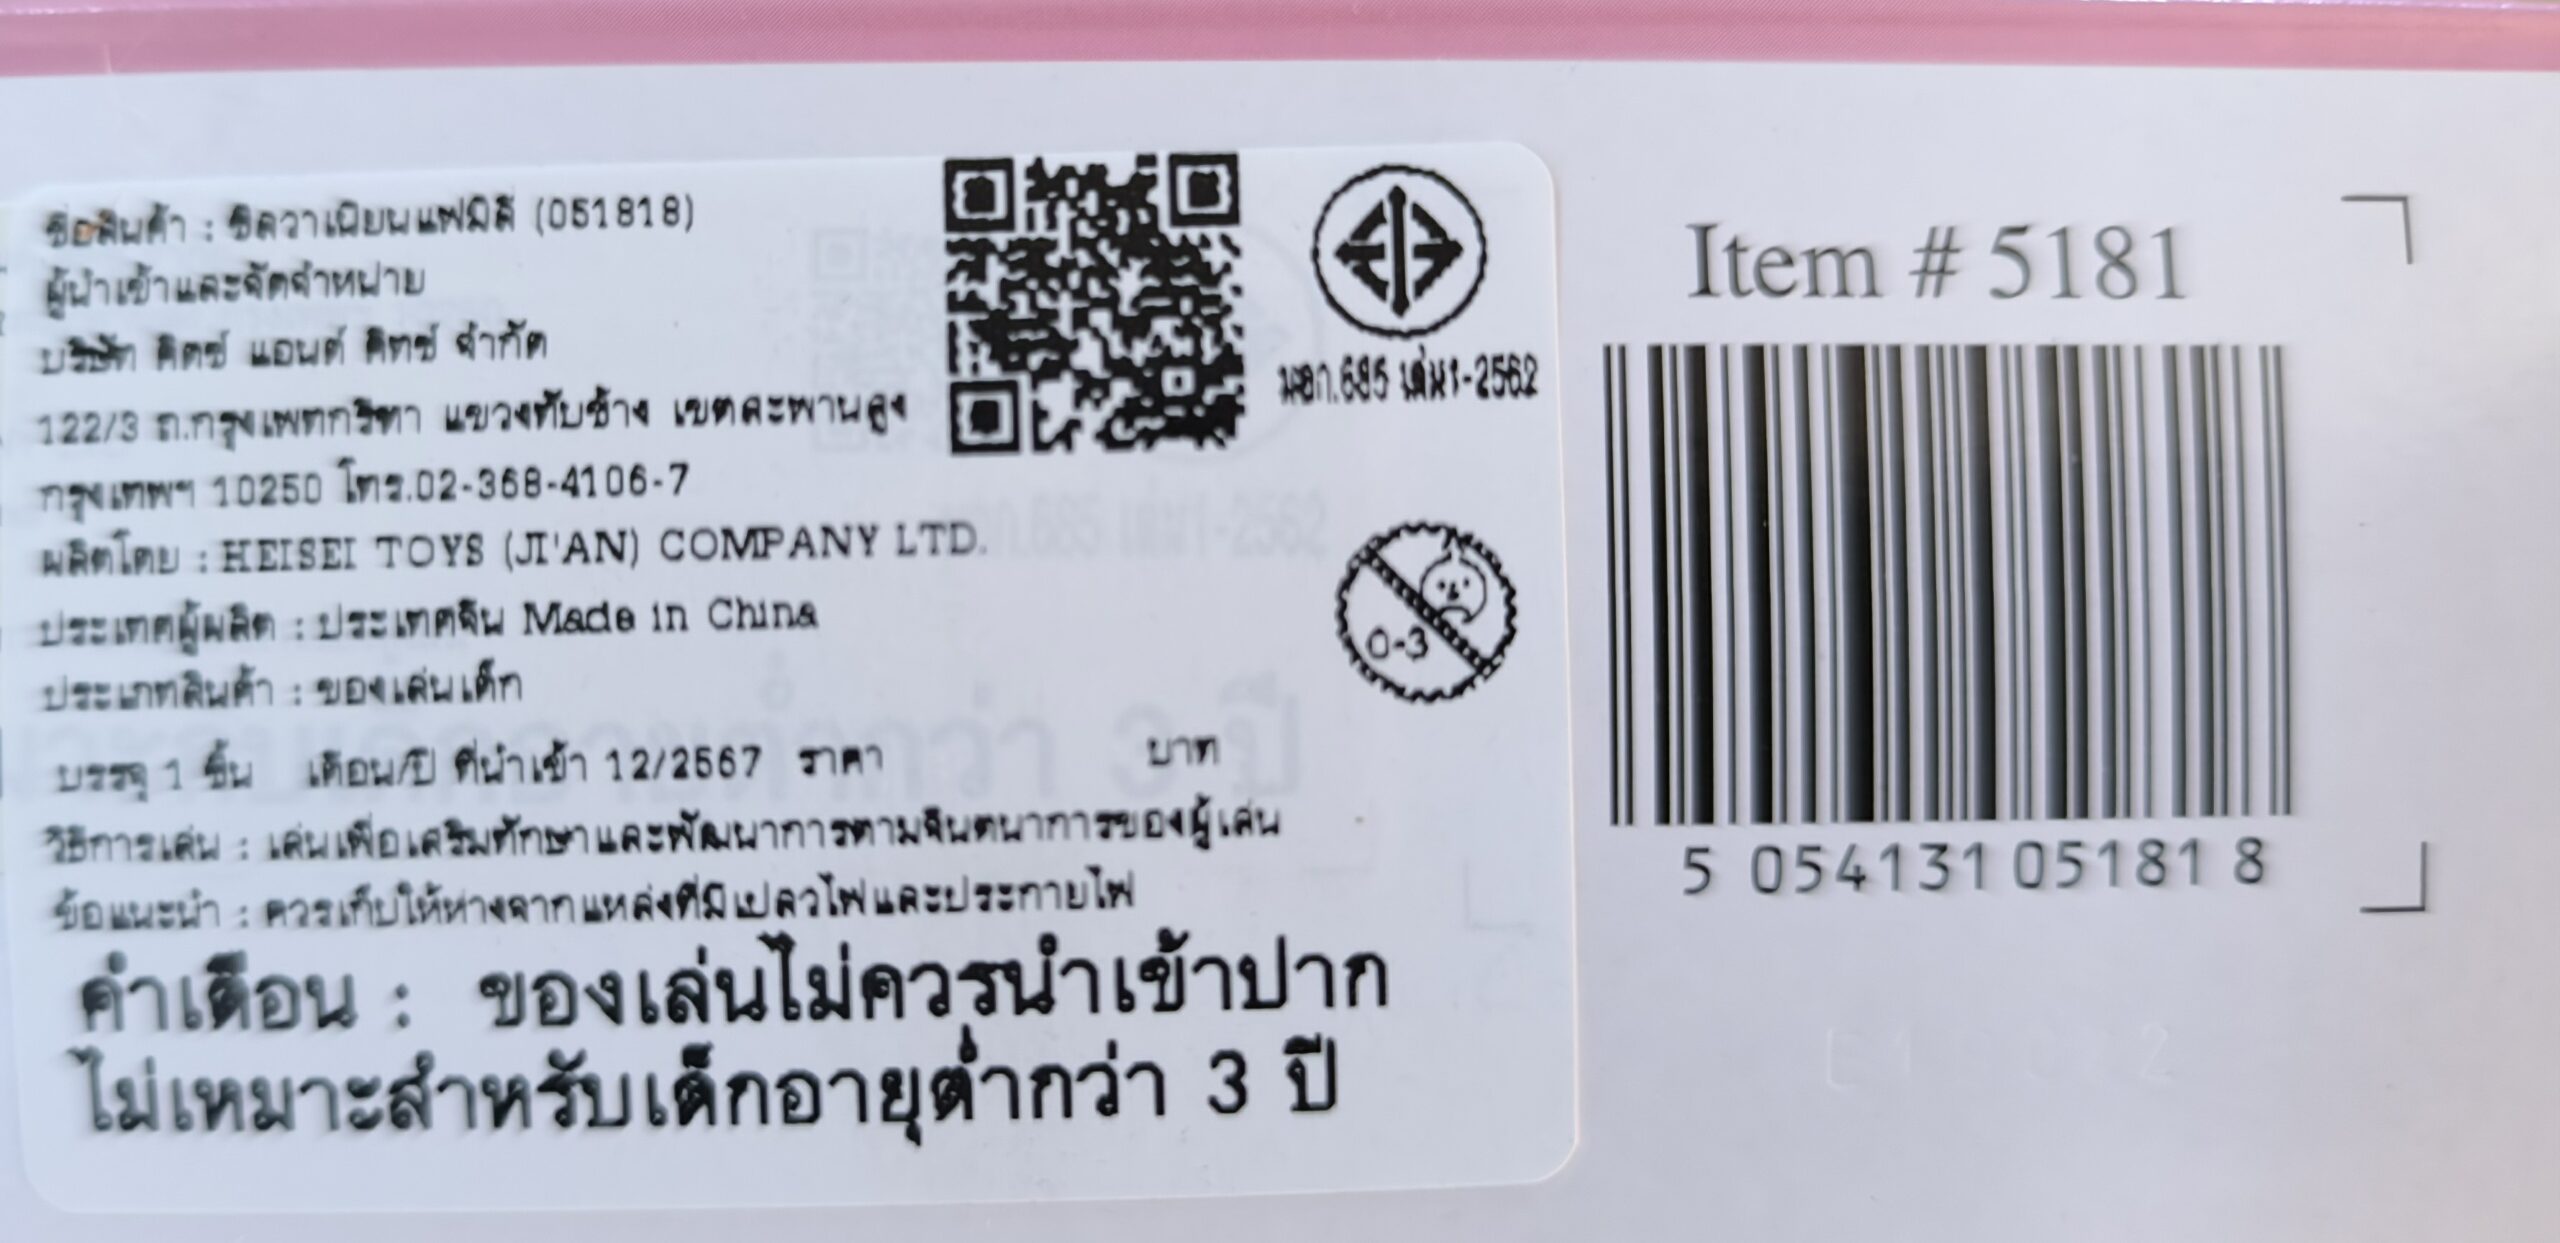 ชื่อสินค้า : ซิลวาเนียนแฟมิลี่ (051818)
ผู้นำเข้าและจัดจำหน่าย
บริษัท คิตซ์ แอนด์ คิทซ์ จำกัด
122/3 ถ.กรุงเทพกรีฑา แขวงทับช้าง เขตสะพานสูง
กรุงเทพฯ 10250 โทร.02-368-4106-7
ผลิตโดย : HEISEI TOYS (JI'AN) COMPANY LTD.
ประเทศผู้ผลิต : ประเทศจีน Made in China
ประเภทสินค้า : ของเล่นเด็ก
บรรจุ 1 ชิ้น เดือน/ปี ที่นำเข้า 12/2567 ราคา บาท
วิธีการเล่น : เล่นเพื่อเสริมทักษะและพัฒนาการตามจินตนาการของผู้เล่น
ข้อแนะนำ : ควรเก็บให้ห่างจากแหล่งที่มีเปลวไฟและประกายไฟ
คำเตือน : ของเล่นไม่ควรนำเข้าปาก
ไม่เหมาะสำหรับเด็กอายุต่ำกว่า 3 ปี
มอก.685 เล่ม1-2562
0-3
Item # 5181
5 054131 051818